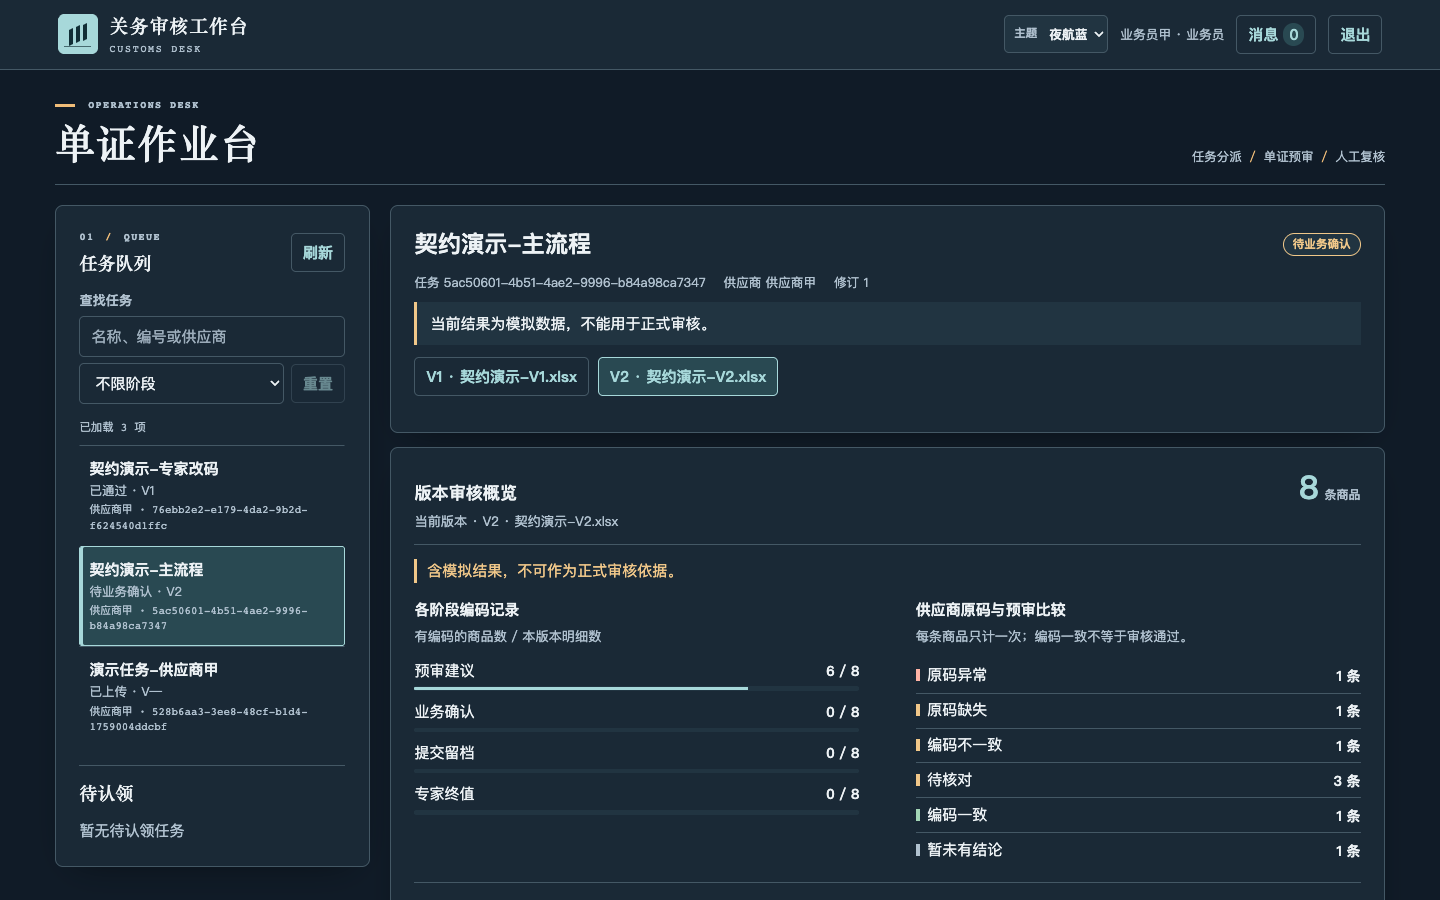 关务审核工作台
CUSTOMS DESK
主题 夜航蓝
业务员甲 · 业务员
消息 0
退出
OPERATIONS DESK
单证作业台
任务分派 / 单证预审 / 人工复核
01 / QUEUE
任务队列
刷新
查找任务
名称、编号或供应商
不限阶段
重置
已加载 3 项
契约演示-专家改码
已通过 · V1
供应商甲 · 76ebb2e2-e179-4da2-9b2d-
f624540d1ffc
契约演示-主流程
待业务确认 · V2
供应商甲 · 5ac50601-4b51-4ae2-9996-
b84a98ca7347
演示任务-供应商甲
已上传 · V—
供应商甲 · 528b6aa3-3ee8-48cf-b1d4-
1759004ddcbf
待认领
暂无待认领任务
契约演示-主流程
待业务确认
任务 5ac50601-4b51-4ae2-9996-b84a98ca7347 供应商 供应商甲 修订 1
当前结果为模拟数据，不能用于正式审核。
V1 · 契约演示-V1.xlsx
V2 · 契约演示-V2.xlsx
版本审核概览
8 条商品
当前版本 · V2 · 契约演示-V2.xlsx
含模拟结果，不可作为正式审核依据。
各阶段编码记录
有编码的商品数 / 本版本明细数
预审建议 6 / 8
业务确认 0 / 8
提交留档 0 / 8
专家终值 0 / 8
供应商原码与预审比较
每条商品只计一次；编码一致不等于审核通过。
原码异常 1 条
原码缺失 1 条
编码不一致 1 条
待核对 3 条
编码一致 1 条
暂未有结论 1 条